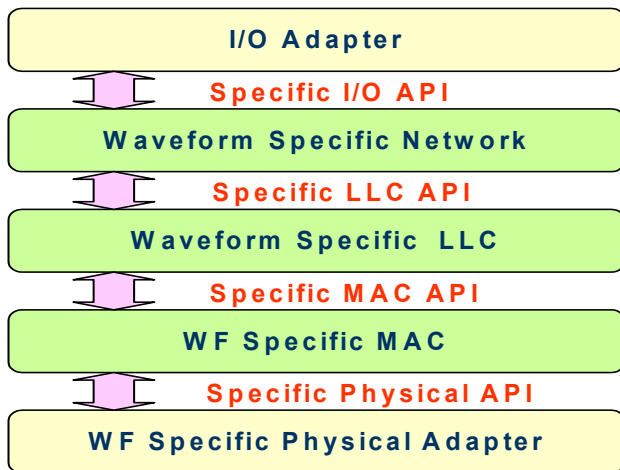 I/O Adapter
Specific I/O API
Waveform Specific Network
Specific LLC API
Waveform Specific LLC
Specific MAC API
WF Specific MAC
Specific Physical API
WF Specific Physical Adapter